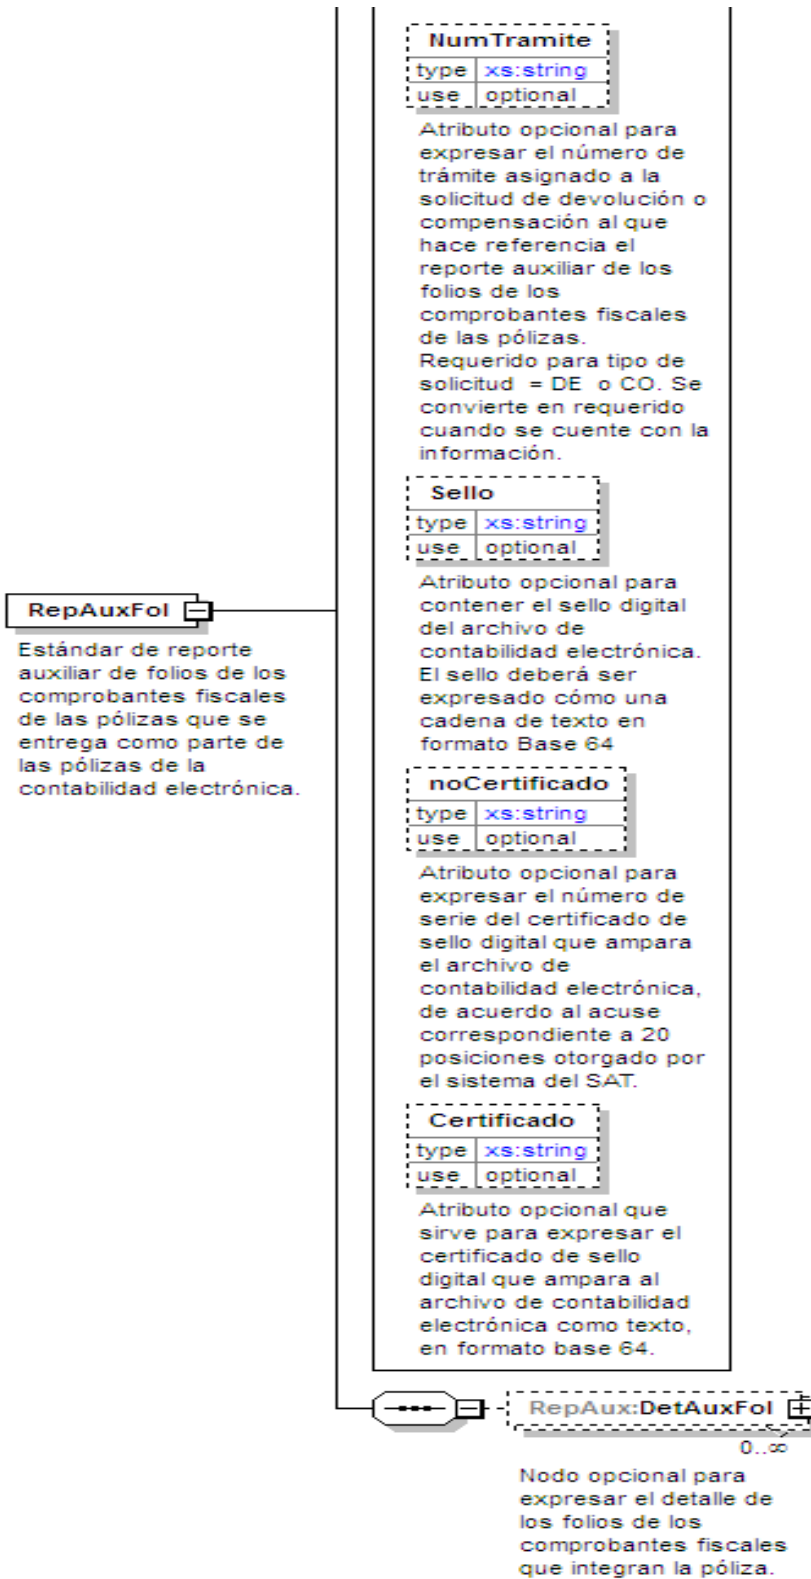 NumTramite
type xs:string
use optional
Atributo opcional para
expresar el número de
trámite asignado a la
solicitud de devolución o
compensación al que
hace referencia el
reporte auxiliar de los
folios de los
comprobantes fiscales
de las pólizas.
Requerido para tipo de
solicitud = DE o CO. Se
convierte en requerido
cuando se cuente con la
información.
Sello
type xs:string
use optional
Atributo opcional para
contener el sello digital
del archivo de
contabilidad electrónica.
El sello deberá ser
expresado cómo una
cadena de texto en
formato Base 64
RepAuxFol
Estándar de reporte
auxiliar de folios de los
comprobantes fiscales
de las pólizas que se
entrega como parte de
las pólizas de la
contabilidad electrónica.
noCertificado
type xs:string
use optional
Atributo opcional para
expresar el número de
serie del certificado de
sello digital que ampara
el archivo de
contabilidad electrónica,
de acuerdo al acuse
correspondiente a 20
posiciones otorgado por
el sistema del SAT.
Certificado
type xs:string
use optional
Atributo opcional que
sirve para expresar el
certificado de sello
digital que ampara al
archivo de contabilidad
electrónica como texto,
en formato base 64.
RepAux:DetAuxFol
0..∞
Nodo opcional para
expresar el detalle de
los folios de los
comprobantes fiscales
que integran la póliza.